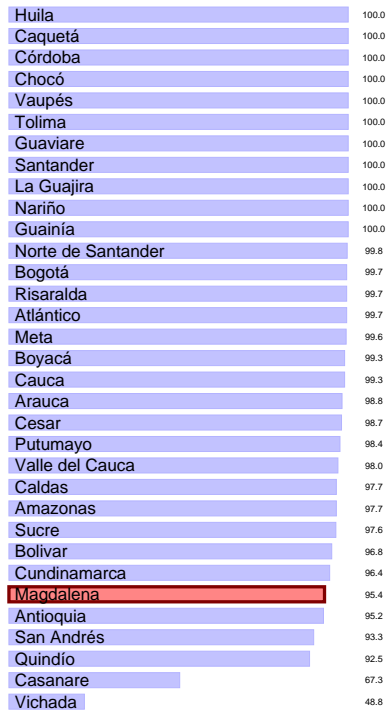 Huila 100.0
Caquetá 100.0
Córdoba 100.0
Chocó 100.0
Vaupés 100.0
Tolima 100.0
Guaviare 100.0
Santander 100.0
La Guajira 100.0
Nariño 100.0
Guainía 100.0
Norte de Santander 99.8
Bogotá 99.7
Risaralda 99.7
Atlántico 99.7
Meta 99.6
Boyacá 99.3
Cauca 99.3
Arauca 98.8
Cesar 98.7
Putumayo 98.4
Valle del Cauca 98.0
Caldas 97.7
Amazonas 97.7
Sucre 97.6
Bolivar 96.8
Cundinamarca 96.4
Magdalena 95.4
Antioquia 95.2
San Andrés 93.3
Quindío 92.5
Casanare 67.3
Vichada 48.8